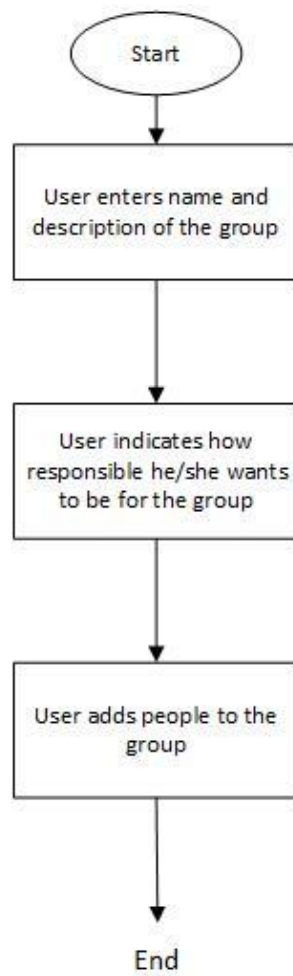 Start
User enters name and
description of the group
User indicates how
responsible he/she wants
to be for the group
User adds people to the
group
End